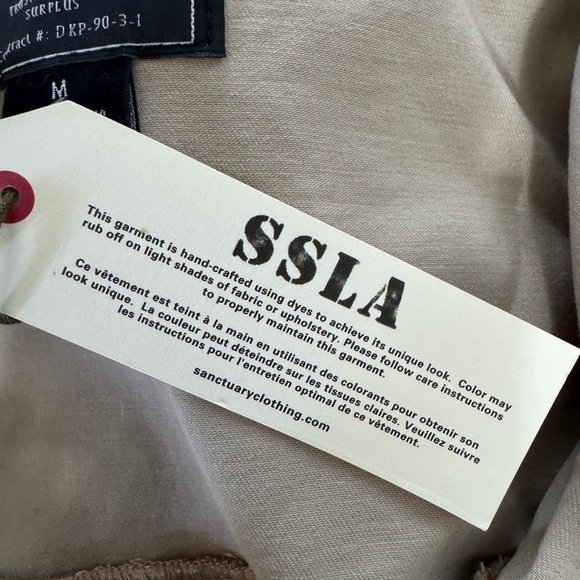 SURPLUS
Contract #: DKP-90-3-1
M
SSLA
This garment is hand-crafted using dyes to achieve its unique look. Color may
rub off on light shades of fabric or upholstery. Please follow care instructions
to properly maintain this garment.
Ce vêtement est teint à la main en utilisant des colorants pour obtenir son
look unique. La couleur peut déteindre sur les tissus claires. Veuillez suivre
les instructions pour l'entretien optimal de ce vêtement.
sanctuaryclothing.com